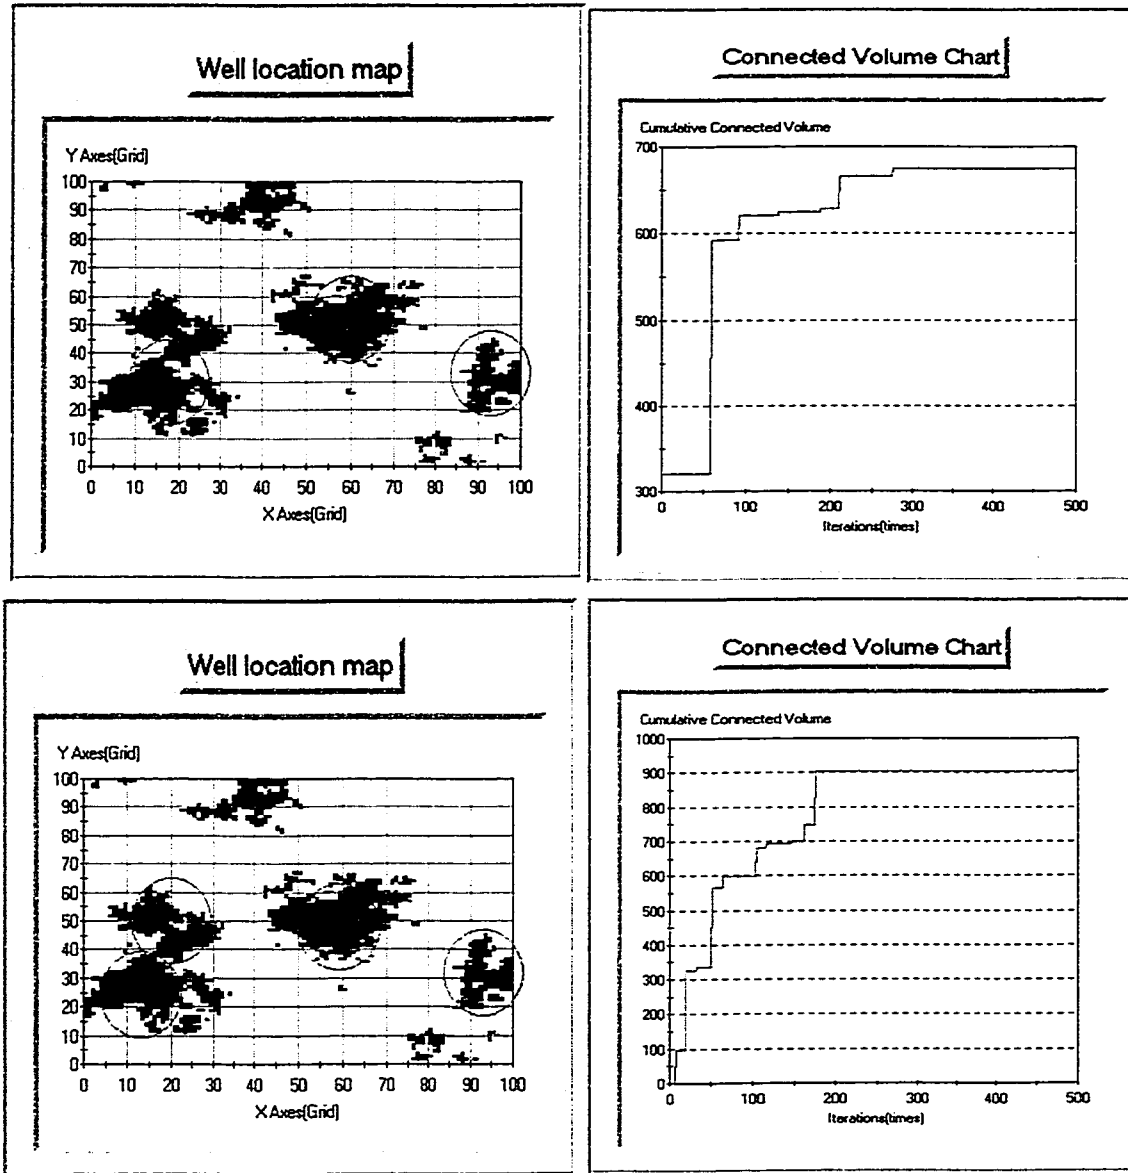 Well location map
Y Axes(Grid)
100
90
80
70
60
50
40
30
20
10
0
0 10 20 30 40 50 60 70 80 90 100
X Axes(Grid)
Connected Volume Chart
Cumulative Connected Volume
700
600
500
400
300
0 100 200 300 400 500
Iterations(times)
Well location map
Y Axes(Grid)
100
90
80
70
60
50
40
30
20
10
0
0 10 20 30 40 50 60 70 80 90 100
X Axes(Grid)
Connected Volume Chart
Cumulative Connected Volume
1000
900
800
700
600
500
400
300
200
100
0
0 100 200 300 400 500
Iterations(times)